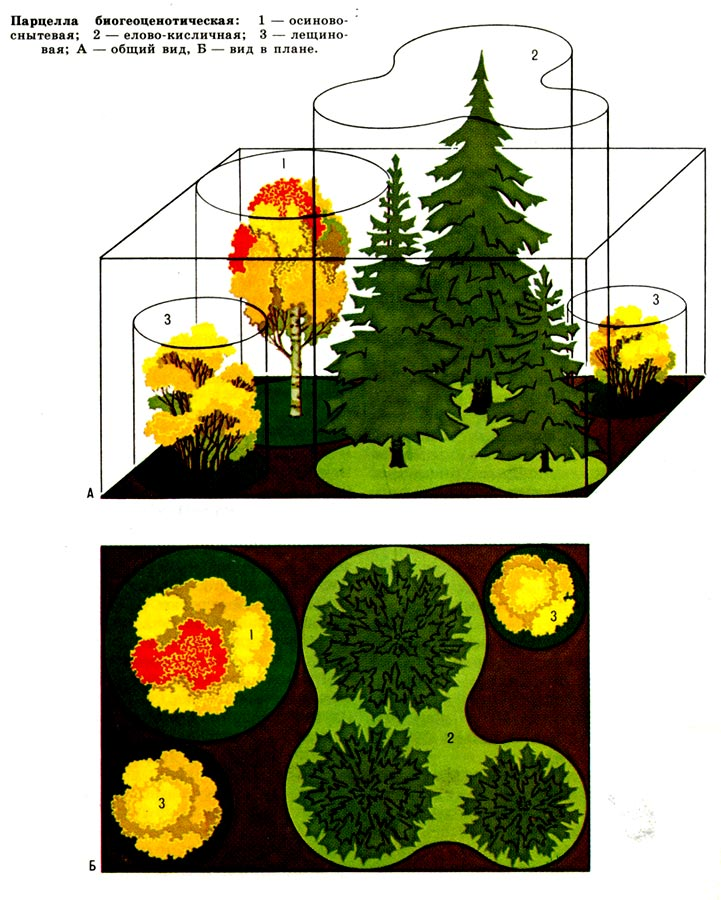 Парцелла биогеоценотическая: 1 — осиново-
снытевая; 2 — елово-кисличная; 3 — лещино-
вая; А — общий вид, Б — вид в плане.
2
1
3
3
А
3
1
2
3
Б